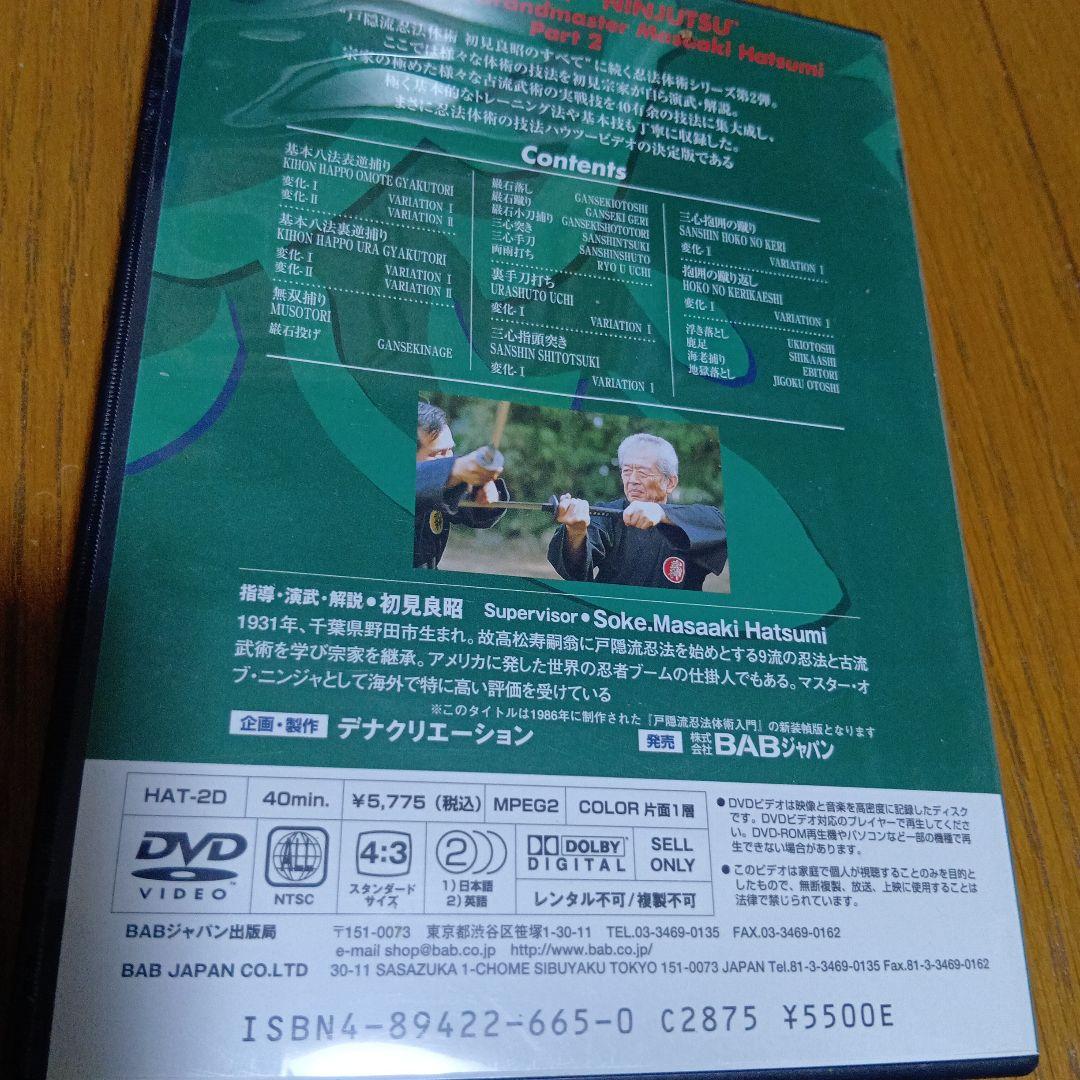 NINJUTSU
Grandmaster Masaaki Hatsumi
Part 2
"戸隠流忍法体術 初見良昭のすべて"に続く忍法体術シリーズ第2弾。
ここでは様々な体術の技法を初見宗家が自ら演武・解説。
宗家の極めた様々な古流武術の実戦技を40有余の技法に集大成し、
極く基本的なトレーニング法や基本技も丁寧に収録した。
まさに忍法体術の技法ハウツービデオの決定版である
Contents
基本八法表逆捕り
KIHON HAPPO OMOTE GYAKUTORI
変化-Ⅰ VARIATION Ⅰ
変化-Ⅱ VARIATION Ⅱ
基本八法裏逆捕り
KIHON HAPPO URA GYAKUTORI
変化-Ⅰ VARIATION Ⅰ
変化-Ⅱ VARIATION Ⅱ
無双捕り
MUSOTORI
巌石投げ
GANSEKINAGE
巌石落し GANSEKIOTOSHI
巌石蹴り GANSEKI GERI
巌石小刀捕り GANSEKISHOTOTORI
三心突き SANSHINTSUKI
三心手刀 SANSHINSHUTO
両雨打ち RYO U UCHI
裏手刀打ち
URASHUTO UCHI
変化-Ⅰ VARIATION Ⅰ
三心指頭突き
SANSHIN SHITOTSUKI
変化-Ⅰ VARIATION 1
三心抱囲の蹴り
SANSHIN HOKO NO KERI
変化-Ⅰ VARIATION 1
抱囲の蹴り返し
HOKO NO KERIKAESHI
変化-Ⅰ VARIATION 1
浮き落とし UKIOTOSHI
鹿足 SHIKAASHI
海老捕り EBITORI
地獄落とし JIGOKU OTOSHI
指導・演武・解説●初見良昭 Supervisor●Soke.Masaaki Hatsumi
1931年、千葉県野田市生まれ。故高松寿嗣翁に戸隠流忍法を始めとする9流の忍法と古流
武術を学び宗家を継承。アメリカに発した世界の忍者ブームの仕掛人でもある。マスター・オ
ブ・ニンジャとして海外で特に高い評価を受けている
※このタイトルは1986年に制作された『戸隠流忍法体術入門』の新装幀版となります
企画・製作 デナクリエーション
発売 株式会社BABジャパン
HAT-2D 40min. ¥5,775（税込） MPEG2 COLOR 片面1層
DVD VIDEO
ALL NTSC
4:3 スタンダードサイズ
2 1)日本語 2)英語
DOLBY DIGITAL
SELL ONLY
レンタル不可/複製不可
●DVDビデオは映像と音楽を高密度に記録したディスク
です。DVDビデオ対応のプレイヤーで再生してくださ
い。DVD-ROM再生機やパソコンなど一部の機種で再
生できない場合があります。
●このビデオは家庭で個人が視聴することのみを目的と
したもので、無断複製、放送、上映に使用することは
法律で禁じられています。
BABジャパン出版局 〒151-0073 東京都渋谷区笹塚1-30-11 TEL.03-3469-0135 FAX.03-3469-0162
e-mail shop@bab.co.jp http://www.bab.co.jp/
BAB JAPAN CO.LTD 30-11 SASAZUKA 1-CHOME SIBUYAKU TOKYO 151-0073 JAPAN Tel.81-3-3469-0135 Fax.81-3-3469-0162
ISBN4-89422-665-0 C2875 ¥5500E